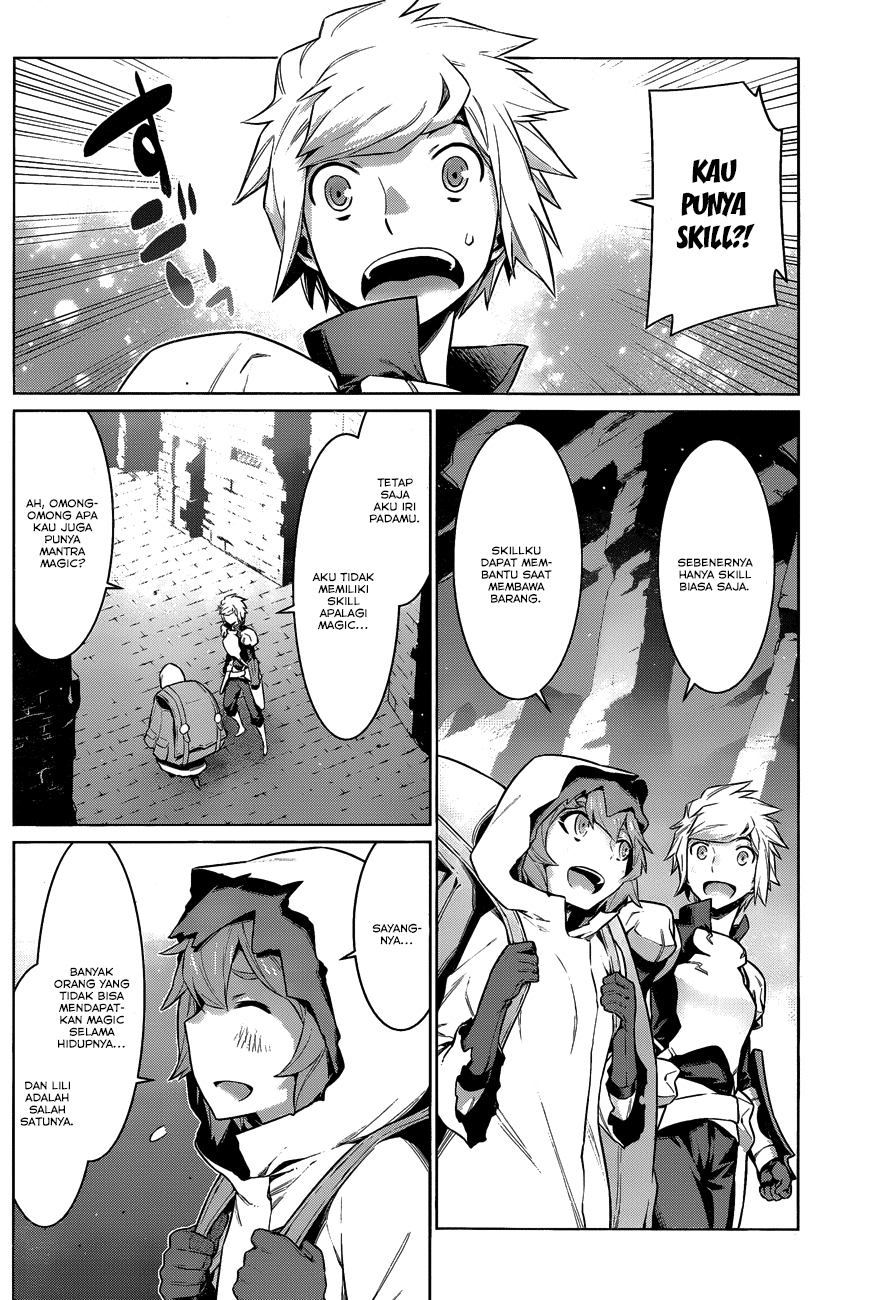 KAU
PUNYA
SKILL?!
ずいっ
SEBENERNYA
HANYA SKILL
BIASA SAJA.
SKILLKU
DAPAT MEM-
BANTU SAAT
MEMBAWA
BARANG.
TETAP
SAJA
AKU IRI
PADAMU.
AKU TIDAK
MEMILIKI
SKILL
APALAGI
MAGIC...
AH, OMONG-
OMONG APA
KAU JUGA
PUNYA
MANTRA
MAGIC?
SAYANG-
NYA...
BANYAK
ORANG YANG
TIDAK BISA
MENDAPAT-
KAN MAGIC
SELAMA
HIDUPNYA...
DAN LILI
ADALAH
SALAH
SATUNYA.